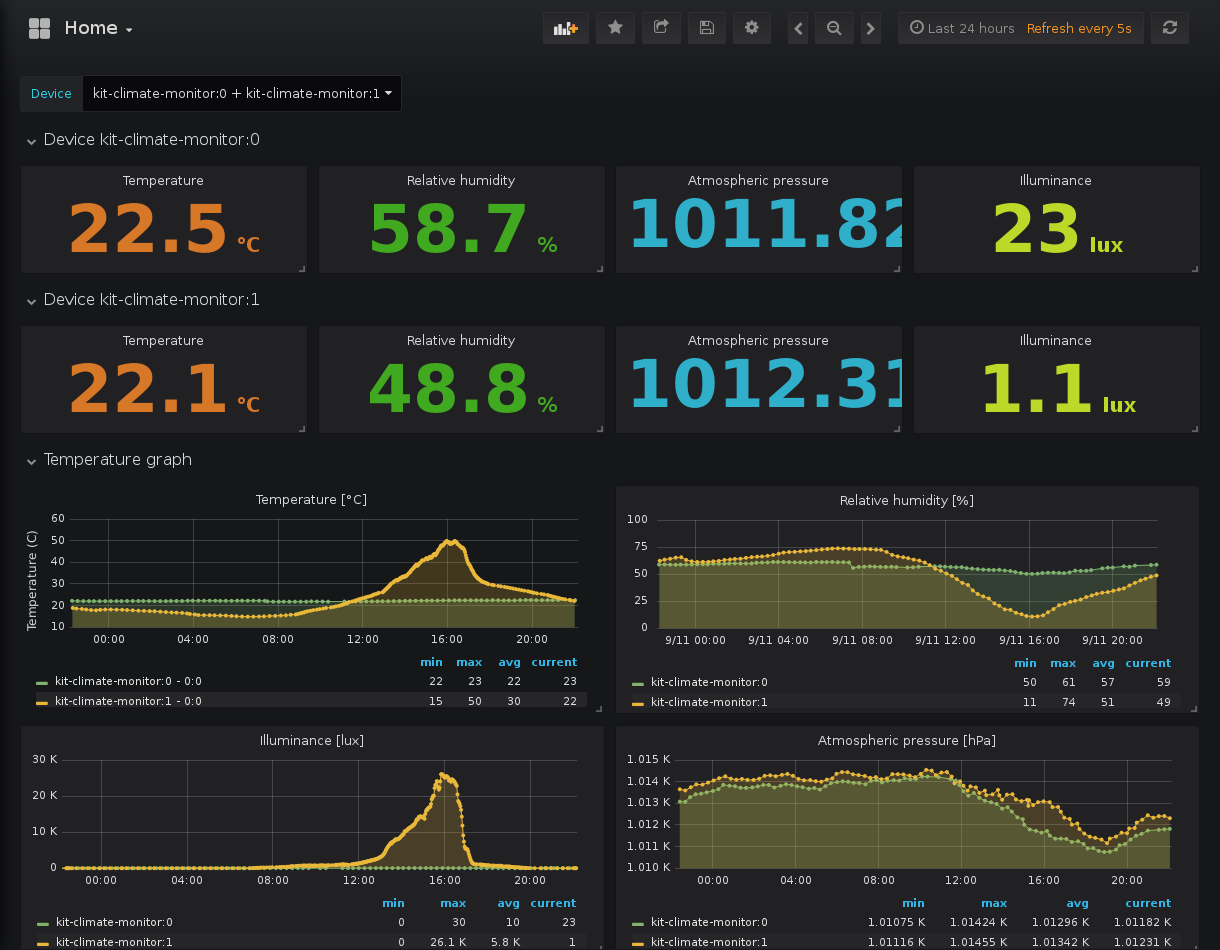 Home
Last 24 hours Refresh every 5s
Device kit-climate-monitor:0 + kit-climate-monitor:1
Device kit-climate-monitor:0
Temperature Relative humidity Atmospheric pressure Illuminance
22.5 °C 58.7 % 1011.82 23 lux
Device kit-climate-monitor:1
Temperature Relative humidity Atmospheric pressure Illuminance
22.1 °C 48.8 % 1012.31 1.1 lux
Temperature graph
Temperature [°C]
Temperature (C)
60
50
40
30
20
10
00:00 04:00 08:00 12:00 16:00 20:00
min max avg current
kit-climate-monitor:0 - 0:0 22 23 22 23
kit-climate-monitor:1 - 0:0 15 50 30 22
Relative humidity [%]
100
75
50
25
0
9/11 00:00 9/11 04:00 9/11 08:00 9/11 12:00 9/11 16:00 9/11 20:00
min max avg current
kit-climate-monitor:0 50 61 57 59
kit-climate-monitor:1 11 74 51 49
Illuminance [lux]
30 K
20 K
10 K
0
00:00 04:00 08:00 12:00 16:00 20:00
min max avg current
kit-climate-monitor:0 0 30 10 23
kit-climate-monitor:1 0 26.1 K 5.8 K 1
Atmospheric pressure [hPa]
1.015 K
1.014 K
1.013 K
1.012 K
1.011 K
1.010 K
00:00 04:00 08:00 12:00 16:00 20:00
min max avg current
kit-climate-monitor:0 1.01075 K 1.01424 K 1.01296 K 1.01182 K
kit-climate-monitor:1 1.01116 K 1.01455 K 1.01342 K 1.01231 K